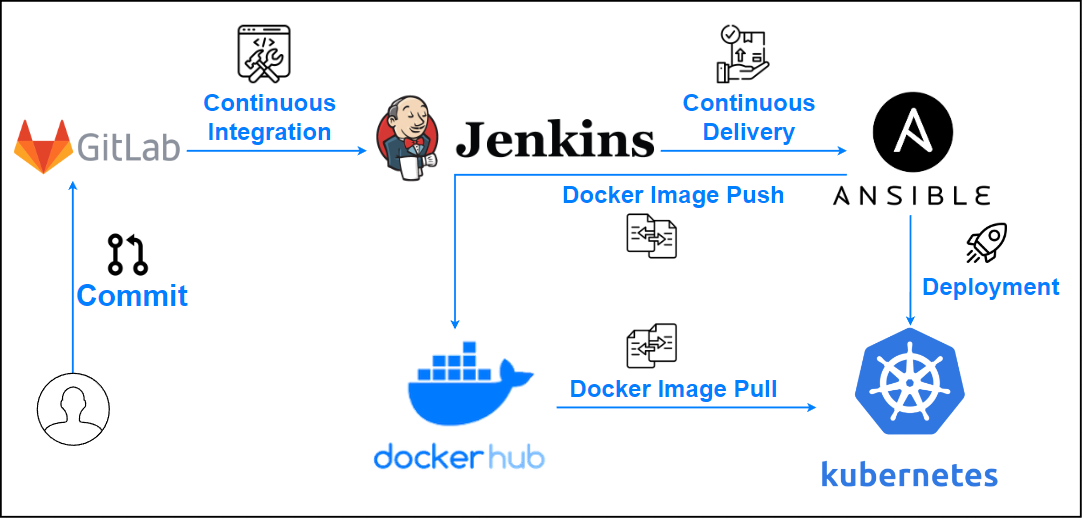 Continuous
Integration
Continuous
Delivery
GitLab
Jenkins
ANSIBLE
Docker Image Push
Commit
Deployment
Docker Image Pull
docker hub
kubernetes